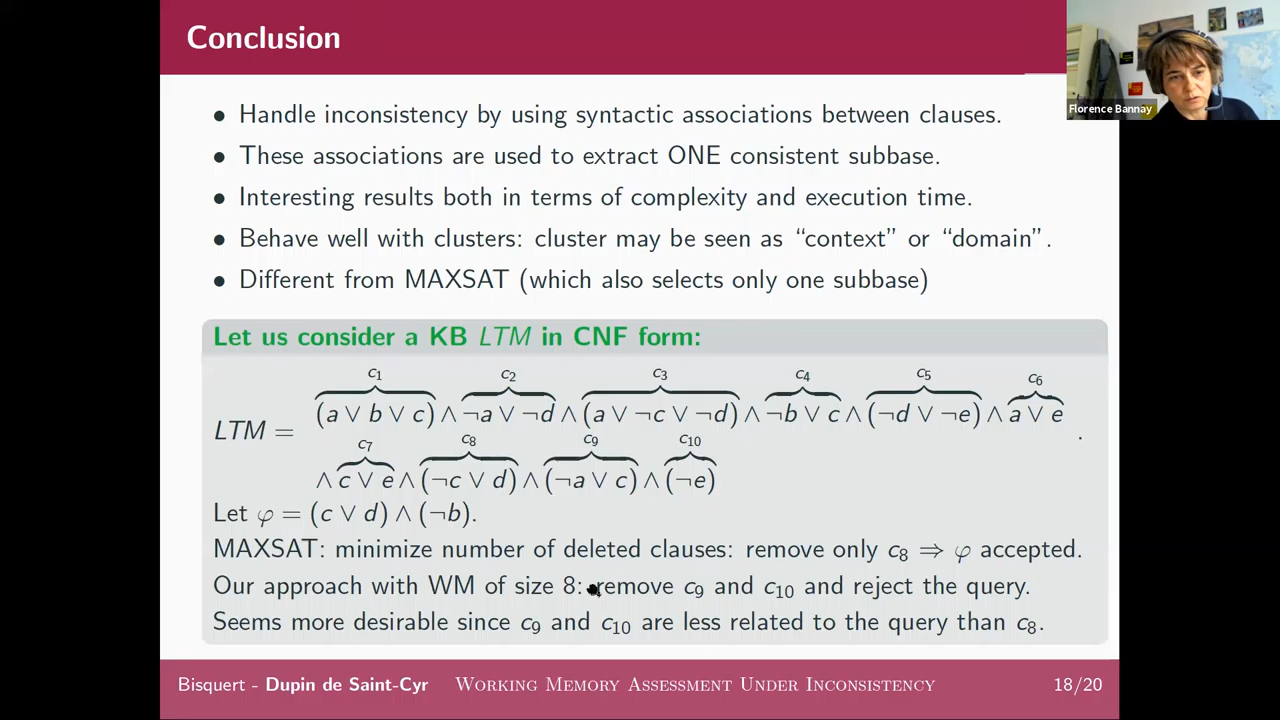 Conclusion
Florence Bannay
• Handle inconsistency by using syntactic associations between clauses.
• These associations are used to extract ONE consistent subbase.
• Interesting results both in terms of complexity and execution time.
• Behave well with clusters: cluster may be seen as “context” or “domain”.
• Different from MAXSAT (which also selects only one subbase)
Let us consider a KB LTM in CNF form:
c₁ c₂ c₃ c₄ c₅ c₆
LTM = (a ∨ b ∨ c) ∧ ¬a ∨ ¬d ∧ (a ∨ ¬c ∨ ¬d) ∧ ¬b ∨ c ∧ (¬d ∨ ¬e) ∧ a ∨ e
c₇ c₈ c₉ c₁₀
∧ c ∨ e ∧ (¬c ∨ d) ∧ (¬a ∨ c) ∧ (¬e) .
Let φ = (c ∨ d) ∧ (¬b).
MAXSAT: minimize number of deleted clauses: remove only c₈ ⇒ φ accepted.
Our approach with WM of size 8: remove c₉ and c₁₀ and reject the query.
Seems more desirable since c₉ and c₁₀ are less related to the query than c₈.
Bisquert - Dupin de Saint-Cyr Working Memory Assessment Under Inconsistency 18/20